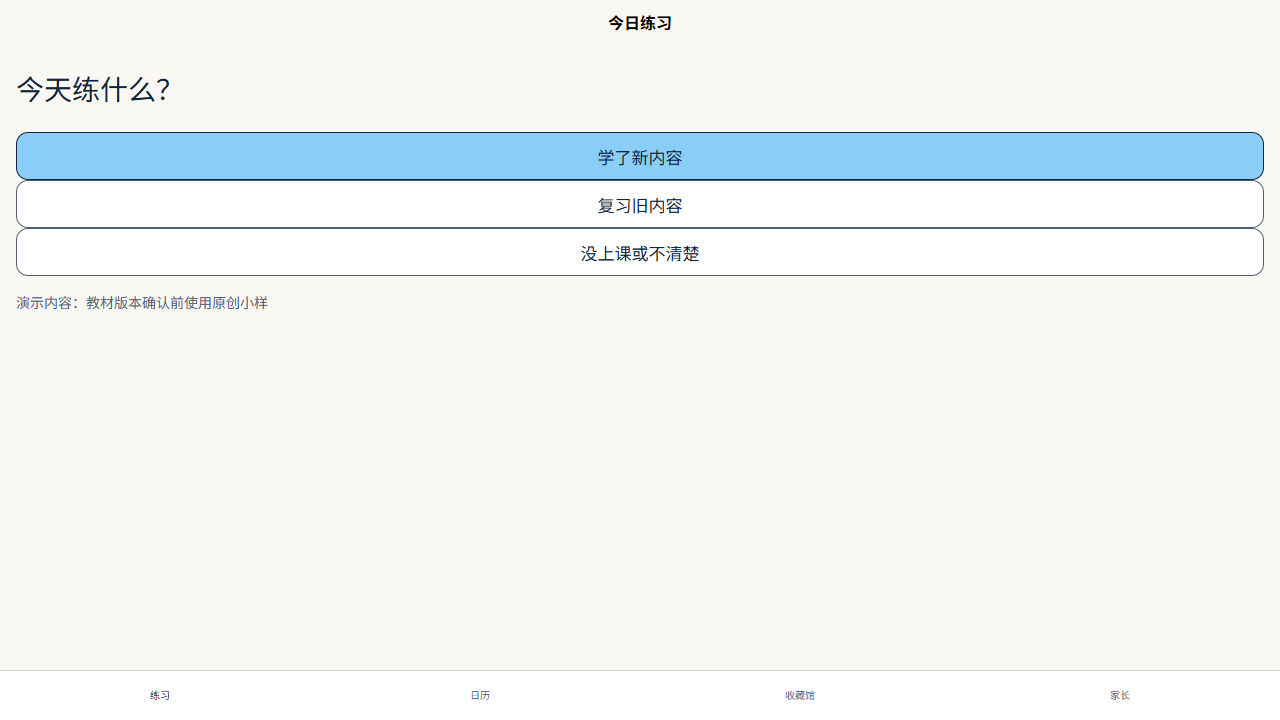 今日练习
今天练什么？
学了新内容
复习旧内容
没上课或不清楚
演示内容：教材版本确认前使用原创小样
练习
日历
收藏馆
家长